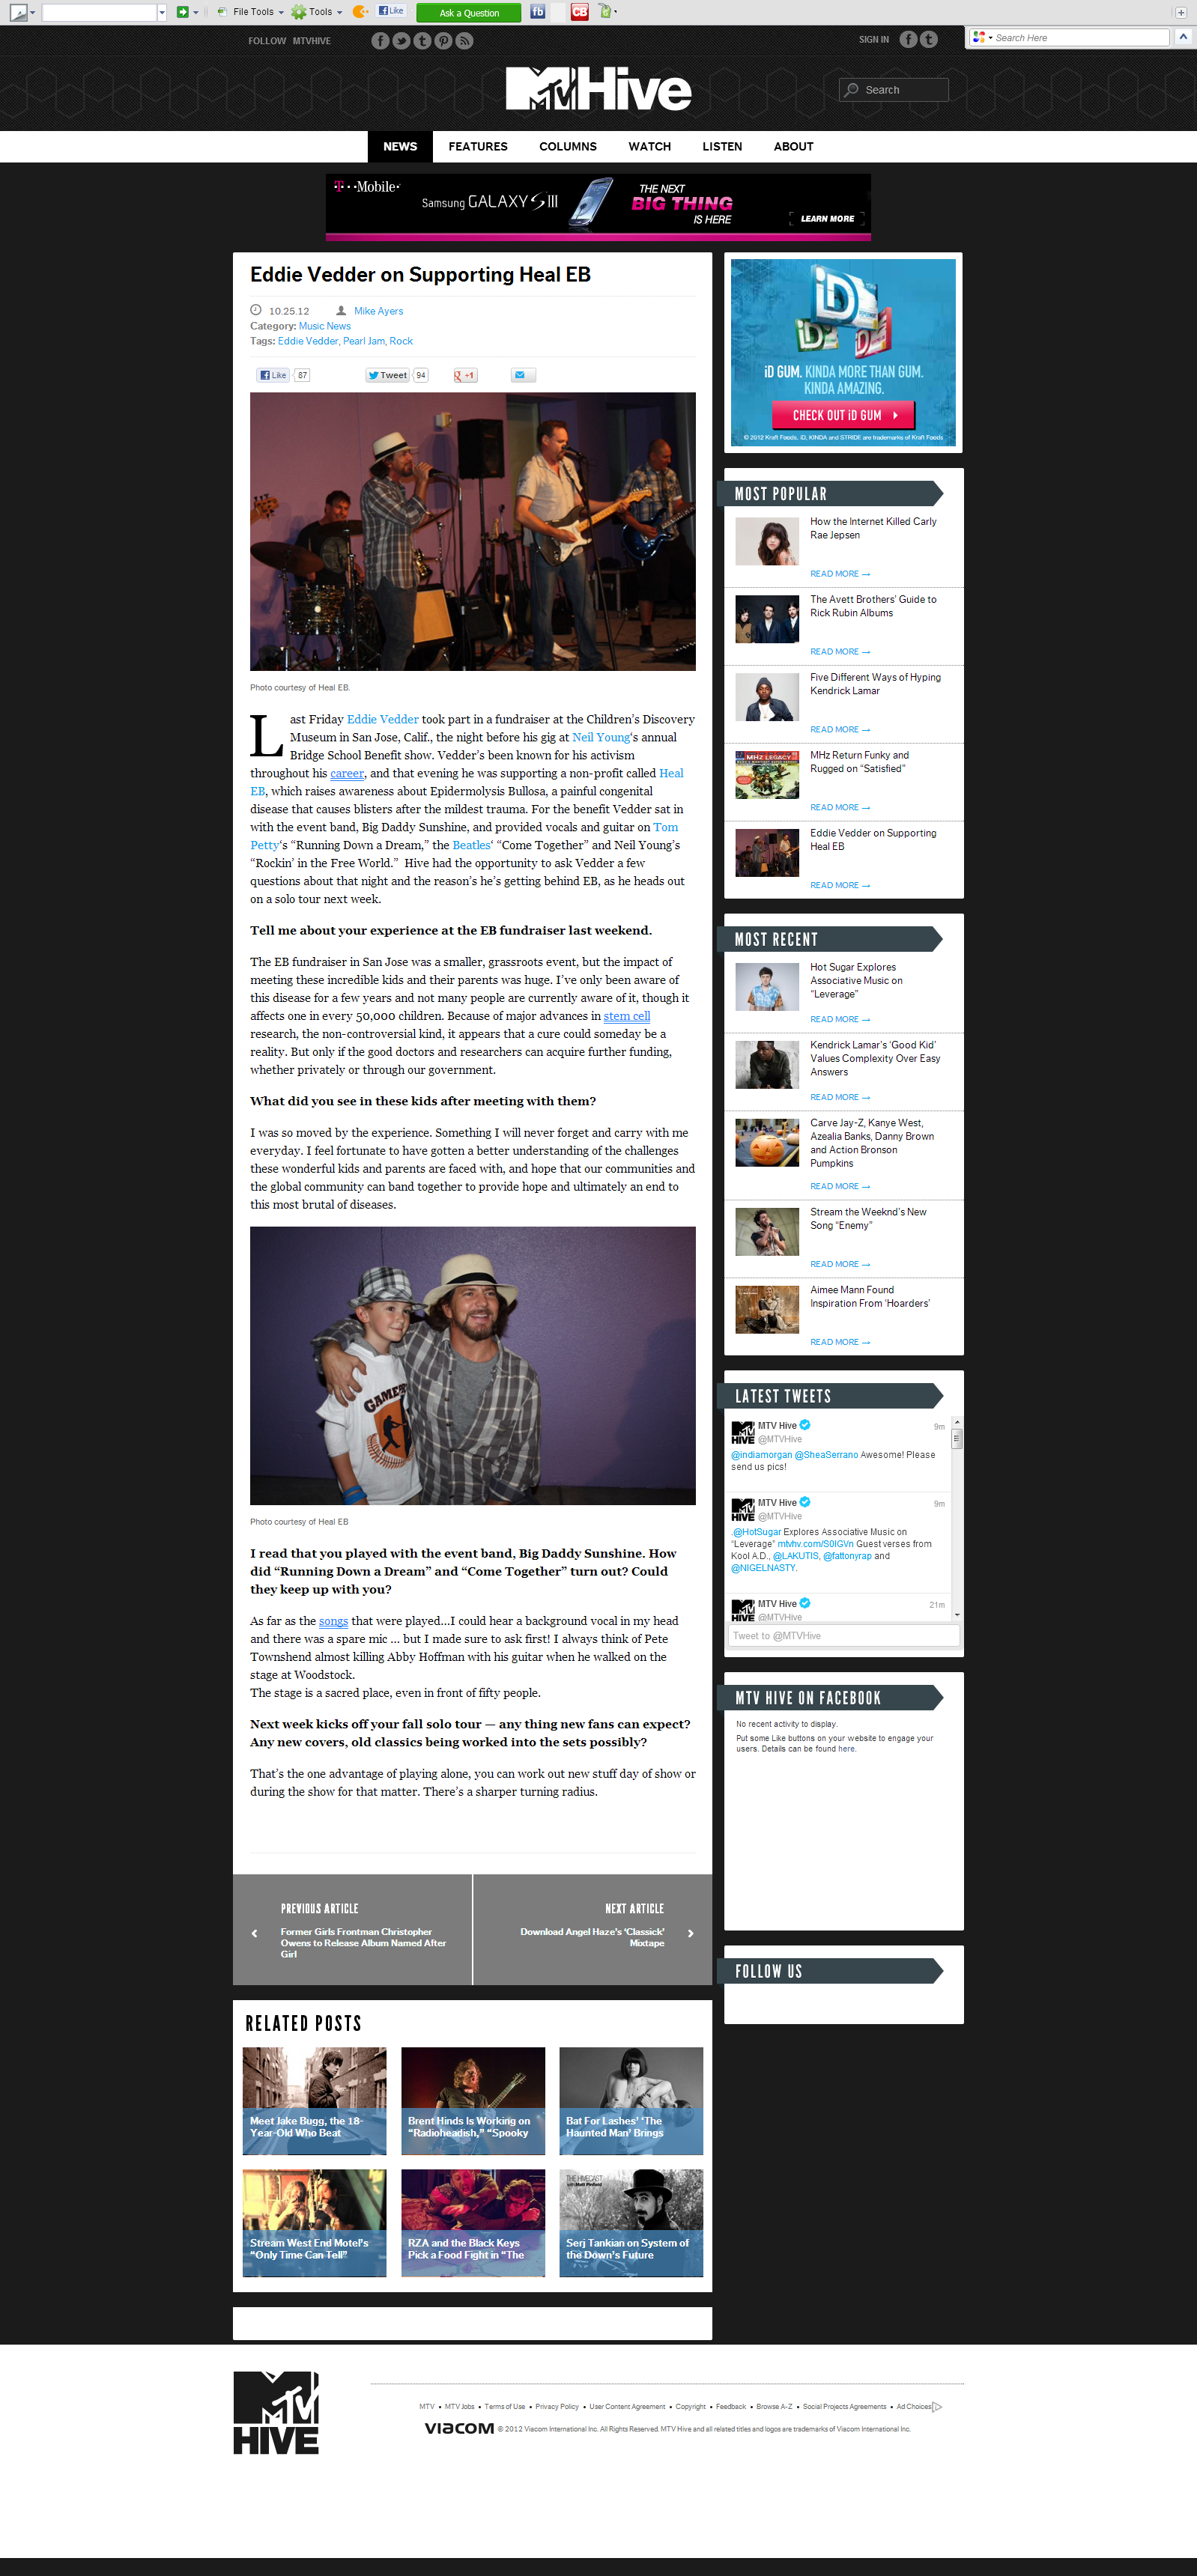 File Tools Tools Like Ask a Question fb CB
Search Here
FOLLOW MTVHIVE
SIGN IN
MTV Hive
Search
NEWS FEATURES COLUMNS WATCH LISTEN ABOUT
T··Mobile·
Samsung GALAXY S III
THE NEXT
BIG THING
IS HERE
LEARN MORE
Eddie Vedder on Supporting Heal EB
10.25.12 Mike Ayers
Category: Music News
Tags: Eddie Vedder, Pearl Jam, Rock
Like 87 Tweet 94 +1
Photo courtesy of Heal EB.
Last Friday Eddie Vedder took part in a fundraiser at the Children’s Discovery
Museum in San Jose, Calif., the night before his gig at Neil Young‘s annual
Bridge School Benefit show. Vedder’s been known for his activism
throughout his career, and that evening he was supporting a non-profit called Heal
EB, which raises awareness about Epidermolysis Bullosa, a painful congenital
disease that causes blisters after the mildest trauma. For the benefit Vedder sat in
with the event band, Big Daddy Sunshine, and provided vocals and guitar on Tom
Petty‘s “Running Down a Dream,” the Beatles‘ “Come Together” and Neil Young’s
“Rockin’ in the Free World.” Hive had the opportunity to ask Vedder a few
questions about that night and the reason’s he’s getting behind EB, as he heads out
on a solo tour next week.
Tell me about your experience at the EB fundraiser last weekend.
The EB fundraiser in San Jose was a smaller, grassroots event, but the impact of
meeting these incredible kids and their parents was huge. I’ve only been aware of
this disease for a few years and not many people are currently aware of it, though it
affects one in every 50,000 children. Because of major advances in stem cell
research, the non-controversial kind, it appears that a cure could someday be a
reality. But only if the good doctors and researchers can acquire further funding,
whether privately or through our government.
What did you see in these kids after meeting with them?
I was so moved by the experience. Something I will never forget and carry with me
everyday. I feel fortunate to have gotten a better understanding of the challenges
these wonderful kids and parents are faced with, and hope that our communities and
the global community can band together to provide hope and ultimately an end to
this most brutal of diseases.
Photo courtesy of Heal EB
I read that you played with the event band, Big Daddy Sunshine. How
did “Running Down a Dream” and “Come Together” turn out? Could
they keep up with you?
As far as the songs that were played…I could hear a background vocal in my head
and there was a spare mic … but I made sure to ask first! I always think of Pete
Townshend almost killing Abby Hoffman with his guitar when he walked on the
stage at Woodstock.
The stage is a sacred place, even in front of fifty people.
Next week kicks off your fall solo tour — any thing new fans can expect?
Any new covers, old classics being worked into the sets possibly?
That’s the one advantage of playing alone, you can work out new stuff day of show or
during the show for that matter. There’s a sharper turning radius.
PREVIOUS ARTICLE
Former Girls Frontman Christopher
Owens to Release Album Named After
Girl
NEXT ARTICLE
Download Angel Haze’s ‘Classick’
Mixtape
RELATED POSTS
Meet Jake Bugg, the 18-
Year-Old Who Beat
Brent Hinds Is Working on
“Radioheadish,” “Spooky
Bat For Lashes’ ‘The
Haunted Man’ Brings
Stream West End Motel’s
“Only Time Can Tell”
RZA and the Black Keys
Pick a Food Fight in “The
THE HIVECAST
with Matt Pinfield
Serj Tankian on System of
the Down’s Future
iD
iD GUM. KINDA MORE THAN GUM.
KINDA AMAZING.
CHECK OUT iD GUM
© 2012 Kraft Foods. iD, KINDA and STRIDE are trademarks of Kraft Foods
MOST POPULAR
How the Internet Killed Carly
Rae Jepsen
READ MORE
The Avett Brothers’ Guide to
Rick Rubin Albums
READ MORE
Five Different Ways of Hyping
Kendrick Lamar
READ MORE
MHZ LEGACY
MHz Return Funky and
Rugged on “Satisfied”
READ MORE
Eddie Vedder on Supporting
Heal EB
READ MORE
MOST RECENT
Hot Sugar Explores
Associative Music on
“Leverage”
READ MORE
Kendrick Lamar’s ‘Good Kid’
Values Complexity Over Easy
Answers
READ MORE
Carve Jay-Z, Kanye West,
Azealia Banks, Danny Brown
and Action Bronson
Pumpkins
READ MORE
Stream the Weeknd’s New
Song “Enemy”
READ MORE
Aimee Mann Found
Inspiration From ‘Hoarders’
READ MORE
LATEST TWEETS
MTV Hive 9m
@MTVHive
@indiamorgan @SheaSerrano Awesome! Please
send us pics!
MTV Hive 9m
@MTVHive
.@HotSugar Explores Associative Music on
“Leverage” mtvhv.com/S0IGVn Guest verses from
Kool A.D., @LAKUTIS, @fattonyrap and
@NIGELNASTY.
MTV Hive 21m
@MTVHive
Tweet to @MTVHive
MTV HIVE ON FACEBOOK
No recent activity to display.
Put some Like buttons on your website to engage your
users. Details can be found here.
FOLLOW US
MTV
HIVE
MTV • MTV Jobs • Terms of Use • Privacy Policy • User Content Agreement • Copyright • Feedback • Browse A-Z • Social Projects Agreements • Ad Choices
VIACOM © 2012 Viacom International Inc. All Rights Reserved. MTV Hive and all related titles and logos are trademarks of Viacom International Inc.